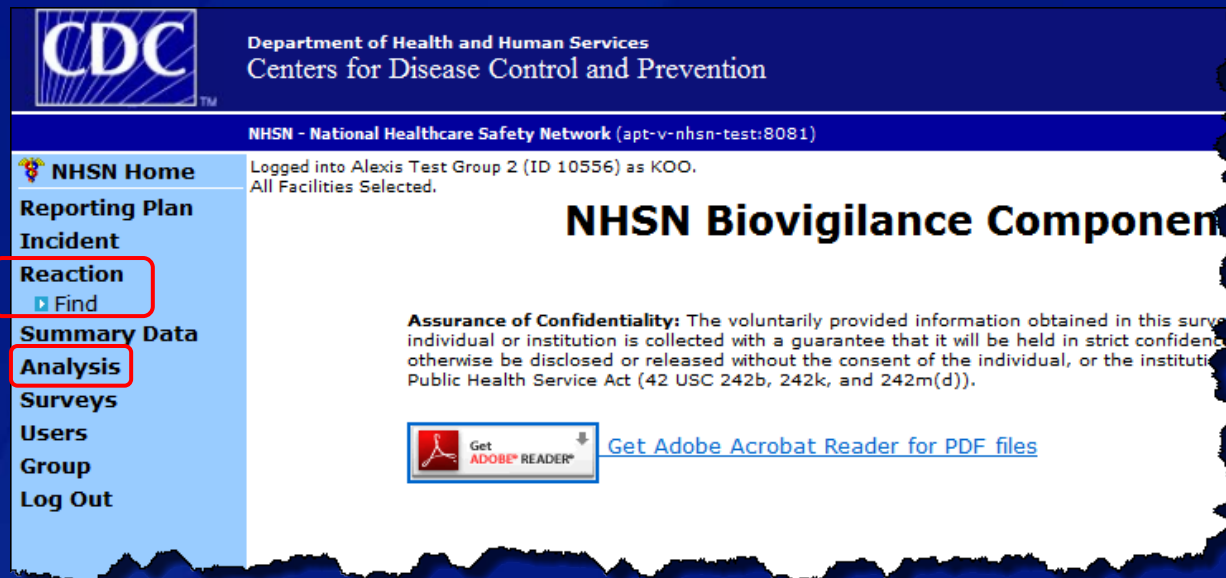 CDC
TM
Department of Health and Human Services
Centers for Disease Control and Prevention
NHSN - National Healthcare Safety Network (apt-v-nhsn-test:8081)
NHSN Home
Reporting Plan
Incident
Reaction
Find
Summary Data
Analysis
Surveys
Users
Group
Log Out
Logged into Alexis Test Group 2 (ID 10556) as KOO.
All Facilities Selected.
NHSN Biovigilance Componen
Assurance of Confidentiality: The voluntarily provided information obtained in this surve
individual or institution is collected with a guarantee that it will be held in strict confidenc
otherwise be disclosed or released without the consent of the individual, or the instituti
Public Health Service Act (42 USC 242b, 242k, and 242m(d)).
Get
ADOBE® READER®
Get Adobe Acrobat Reader for PDF files